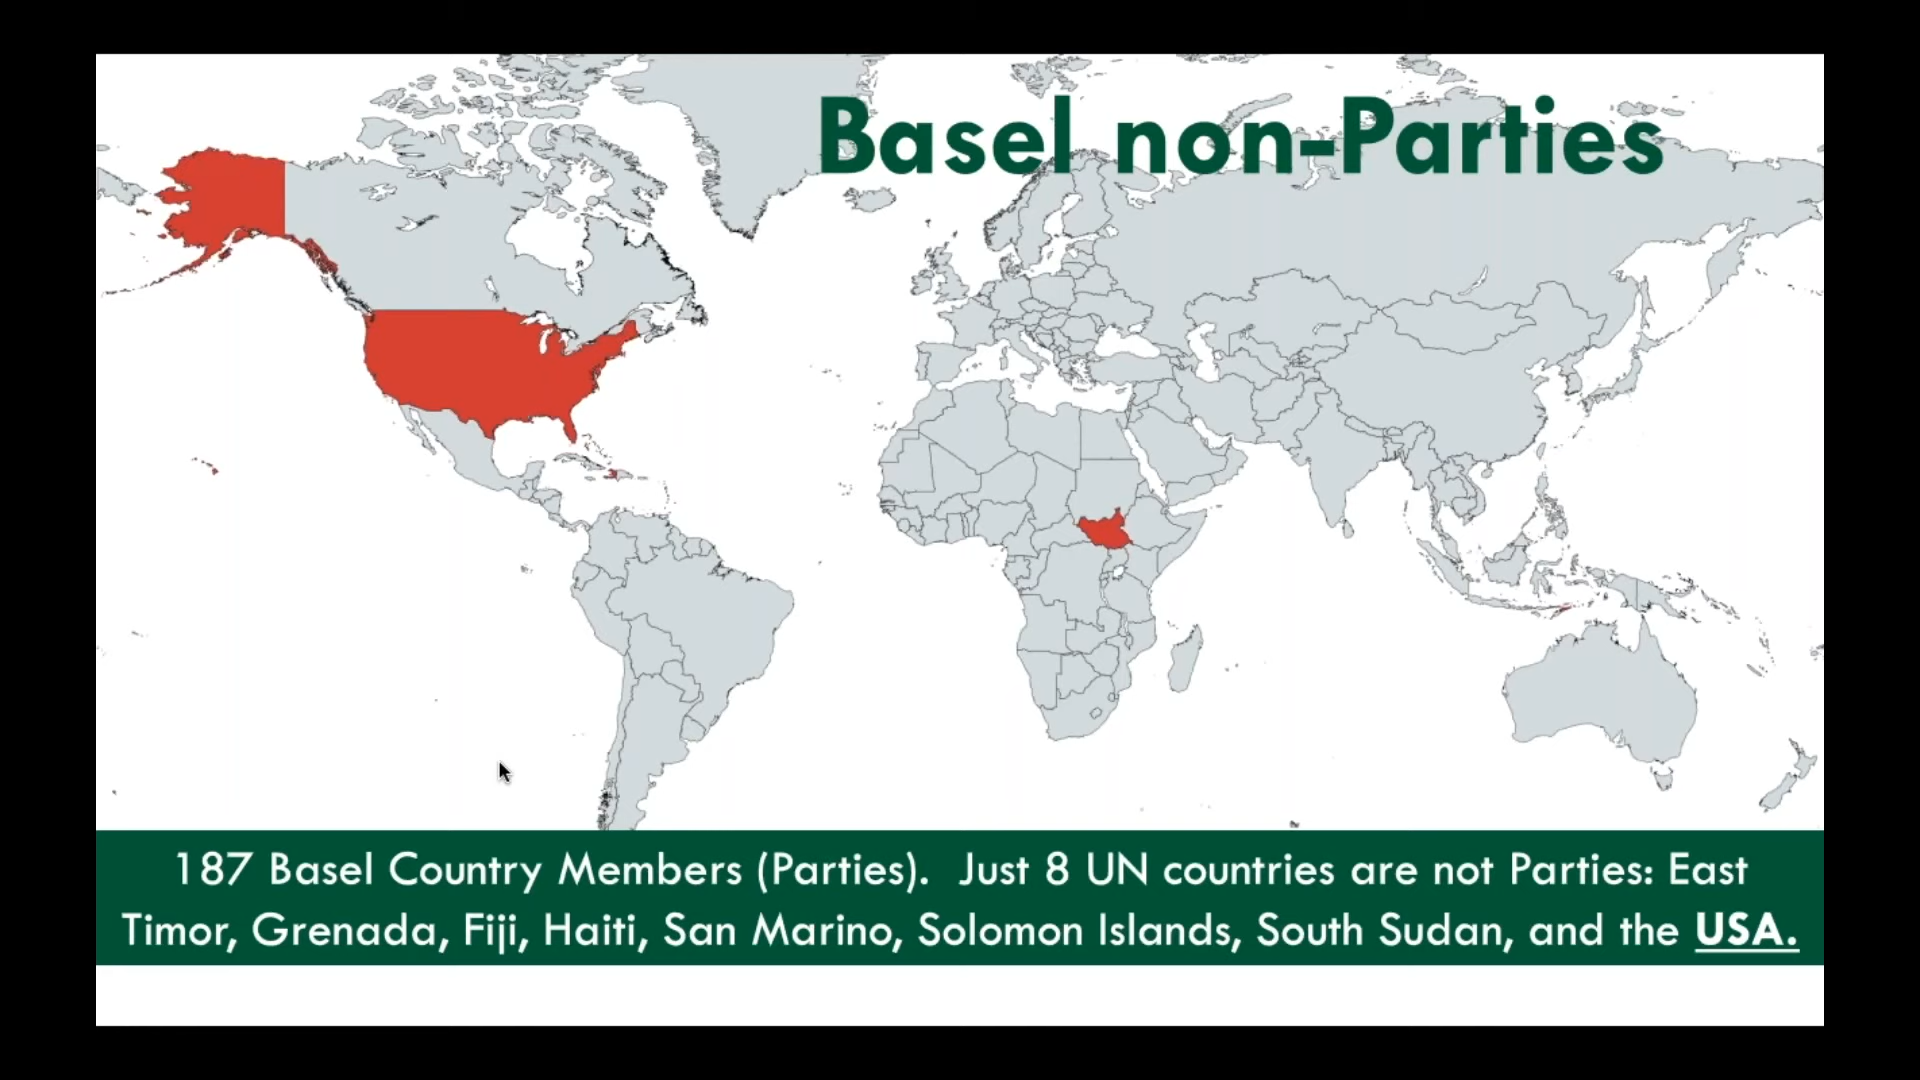 Basel non-Parties
187 Basel Country Members (Parties).  Just 8 UN countries are not Parties: East
Timor, Grenada, Fiji, Haiti, San Marino, Solomon Islands, South Sudan, and the USA.